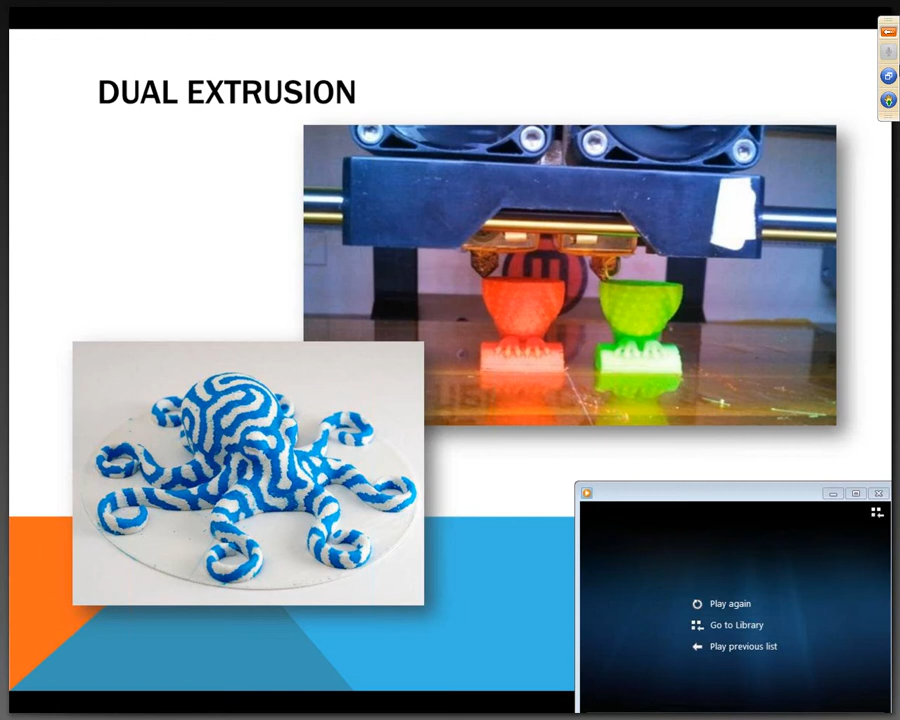 DUAL EXTRUSION
Play again
Go to Library
Play previous list